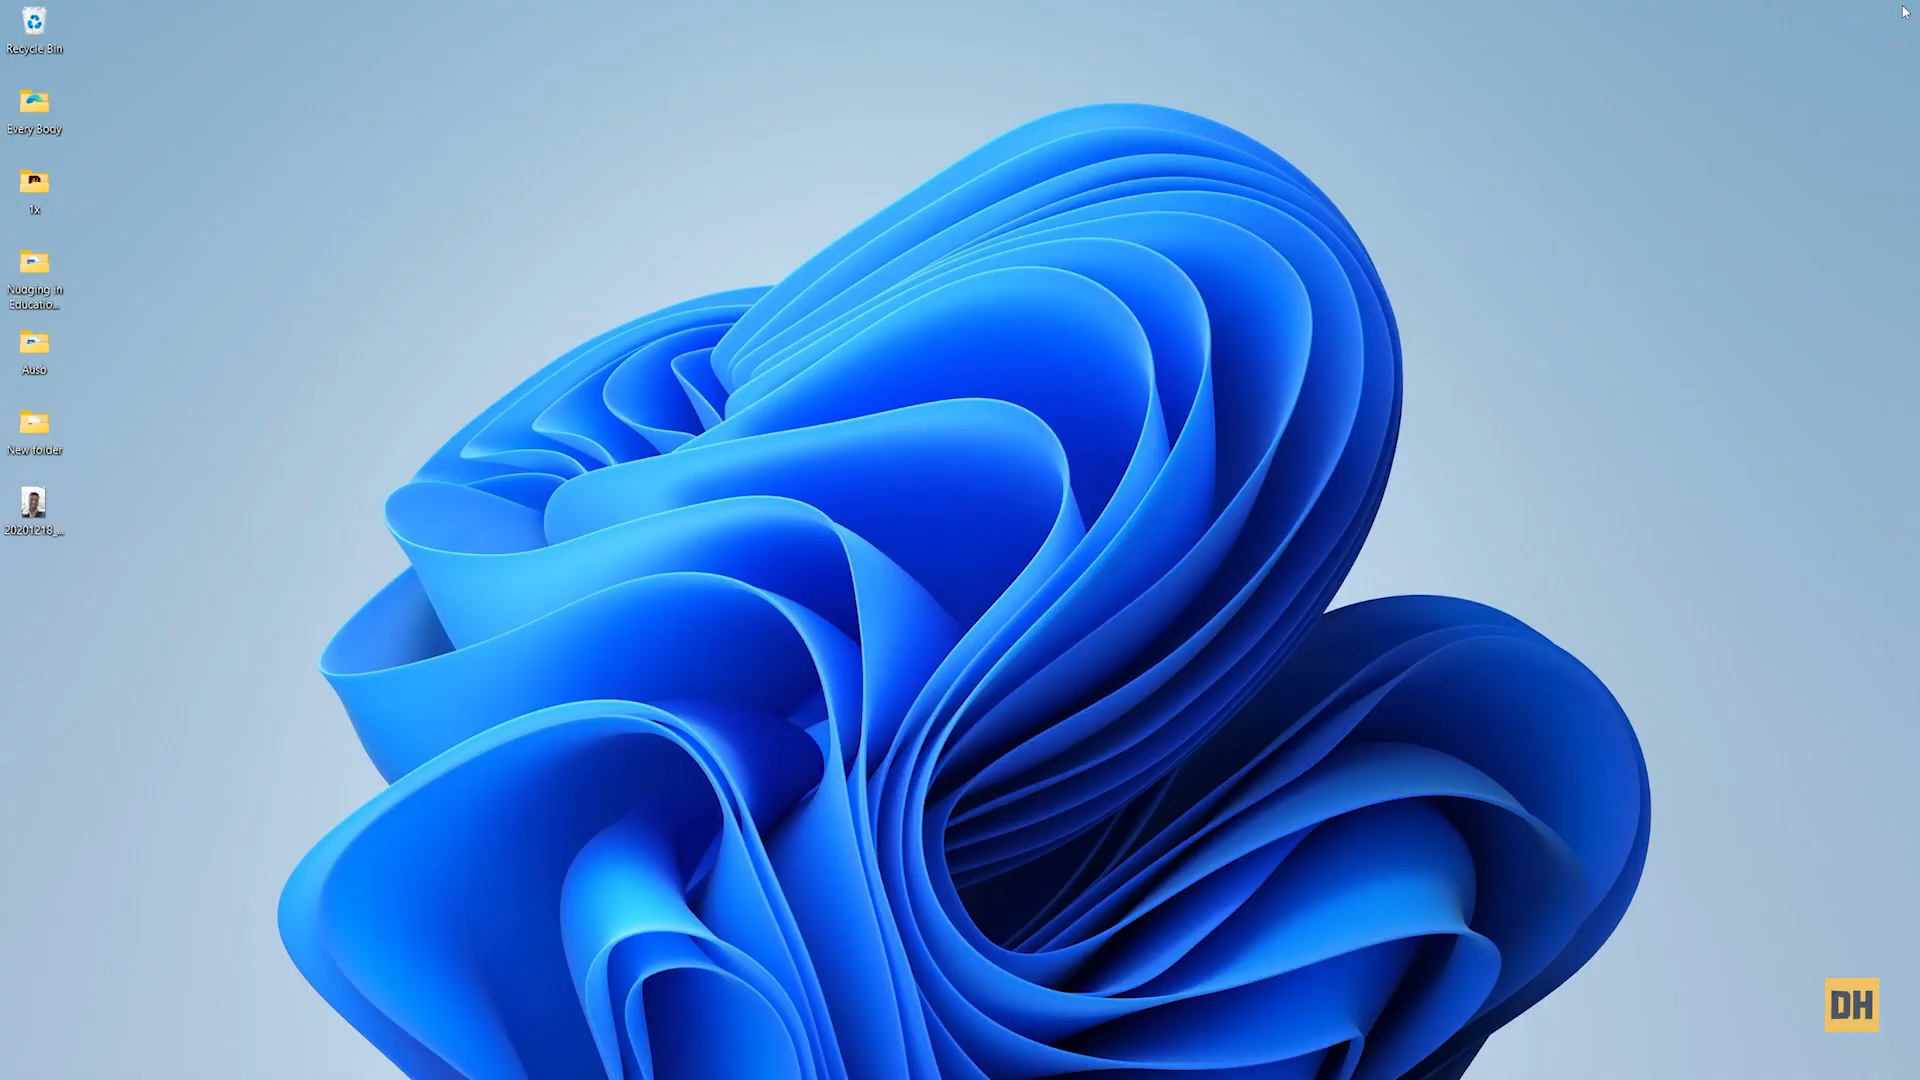 Recycle Bin
Every Body
1x
Nudging in
Educatio...
Ausb
New folder
20201218_...
DH